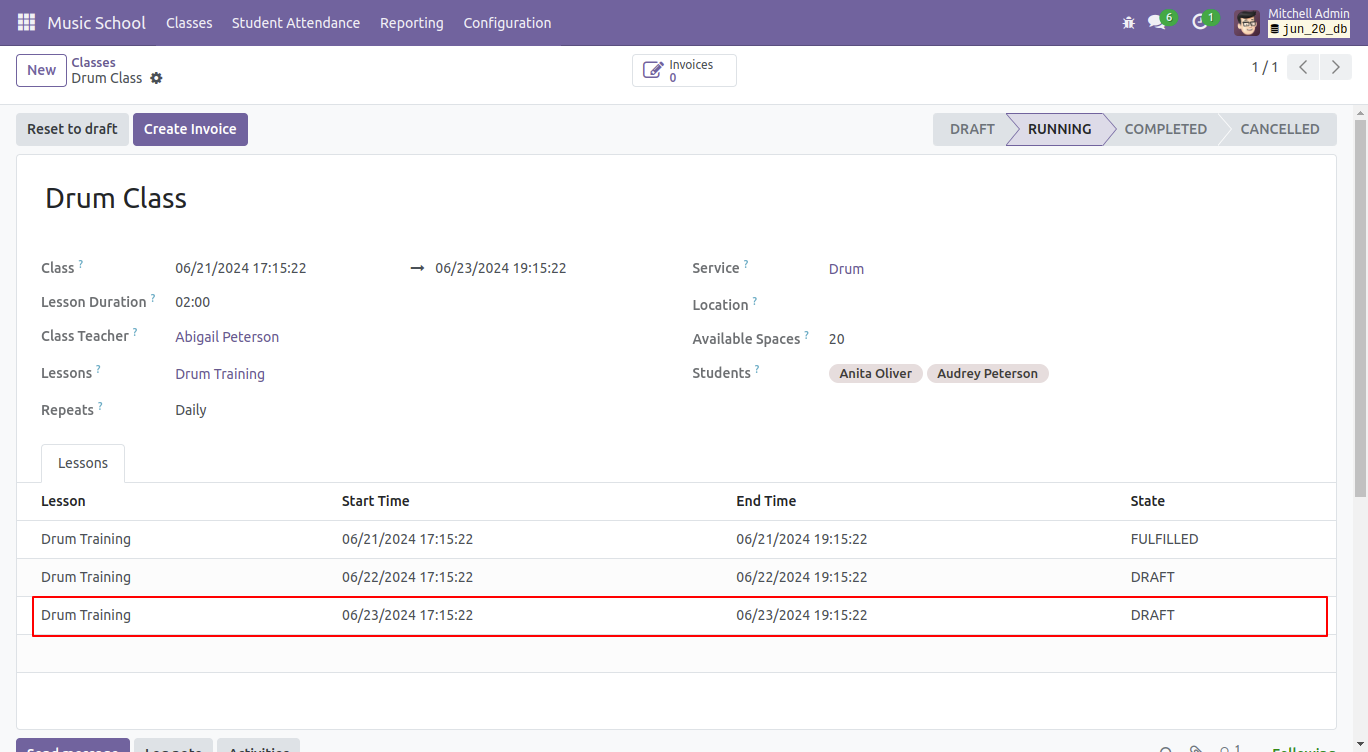 Music School Classes Student Attendance Reporting Configuration 6 1 Mitchell Admin
jun_20_db
New Classes
Drum Class
Invoices
0
1 / 1
Reset to draft Create Invoice DRAFT RUNNING COMPLETED CANCELLED
Drum Class
Class ? 06/21/2024 17:15:22 → 06/23/2024 19:15:22 Service ? Drum
Lesson Duration ? 02:00 Location ?
Class Teacher ? Abigail Peterson Available Spaces ? 20
Lessons ? Drum Training Students ? Anita Oliver Audrey Peterson
Repeats ? Daily
Lessons
Lesson Start Time End Time State
Drum Training 06/21/2024 17:15:22 06/21/2024 19:15:22 FULFILLED
Drum Training 06/22/2024 17:15:22 06/22/2024 19:15:22 DRAFT
Drum Training 06/23/2024 17:15:22 06/23/2024 19:15:22 DRAFT
Send message Log note Activities 1 Following